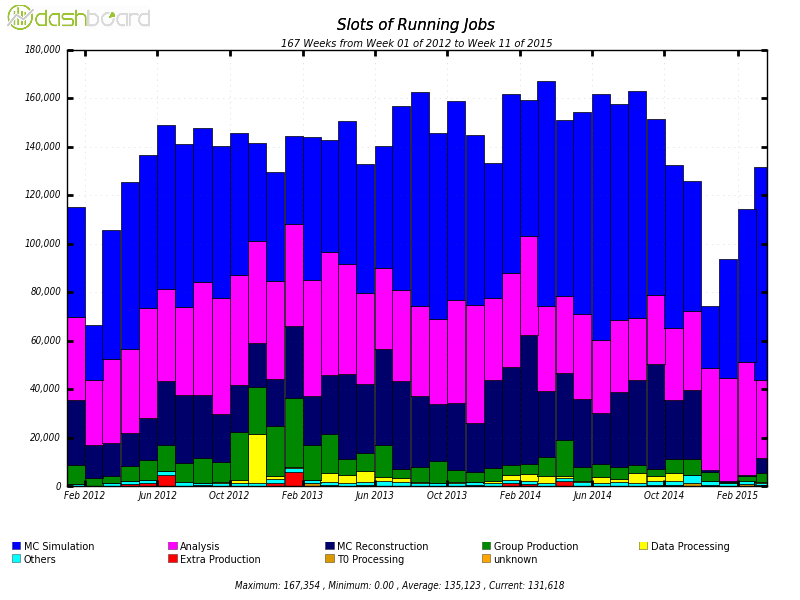 dashboard
Slots of Running Jobs
167 Weeks from Week 01 of 2012 to Week 11 of 2015
180,000
160,000
140,000
120,000
100,000
80,000
60,000
40,000
20,000
0
Feb 2012 Jun 2012 Oct 2012 Feb 2013 Jun 2013 Oct 2013 Feb 2014 Jun 2014 Oct 2014 Feb 2015
MC Simulation Analysis MC Reconstruction Group Production Data Processing
Others Extra Production T0 Processing unknown
Maximum: 167,354 , Minimum: 0.00 , Average: 135,123 , Current: 131,618